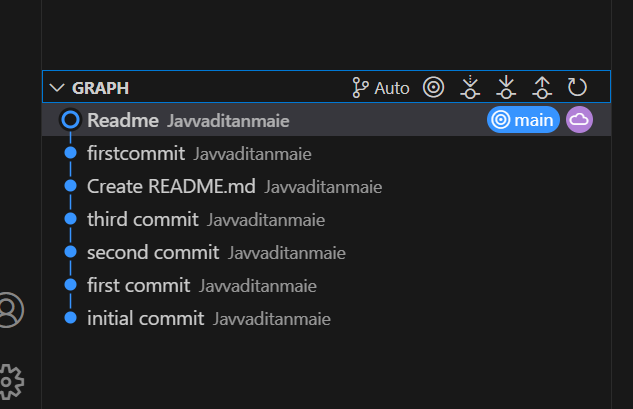 GRAPH Auto
Readme Javvaditanmaie main
firstcommit Javvaditanmaie
Create README.md Javvaditanmaie
third commit Javvaditanmaie
second commit Javvaditanmaie
first commit Javvaditanmaie
initial commit Javvaditanmaie